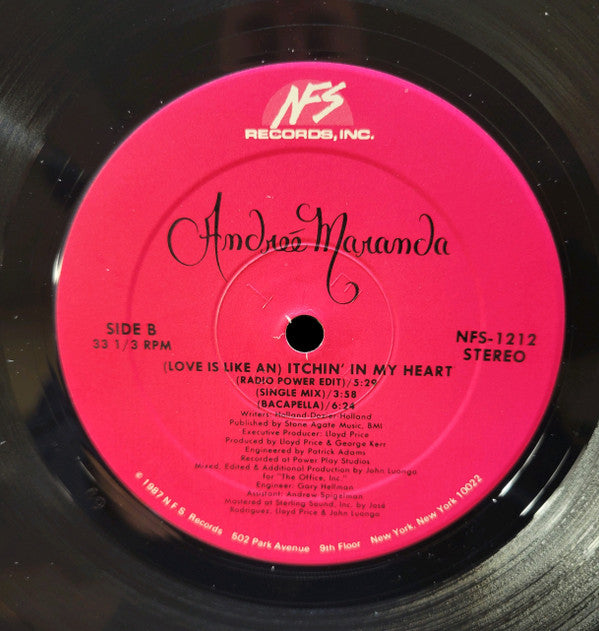 NFS
RECORDS, INC.
Andreé Maranda
SIDE B
33 1/3 RPM
NFS-1212
STEREO
(LOVE IS LIKE AN) ITCHIN' IN MY HEART
(RADIO POWER EDIT)/5:29
(SINGLE MIX)/3:58
(BACAPELLA)/6:24
Writers: Holland-Dozier-Holland
Published by Stone Agate Music, BMI
Executive Producer: Lloyd Price
Produced by Lloyd Price & George Kerr
Engineered by Patrick Adams
Recorded at Power Play Studios
Mixed, Edited & Additional Production by John Luongo
for "The Office, Inc."
Engineer: Gary Hellman
Assistant: Andrew Spigelman
Mastered at Sterling Sound, Inc. by José
Rodriguez, Lloyd Price & John Luongo
© 1987 N F S Records 502 Park Avenue 9th Floor New York, New York 10022